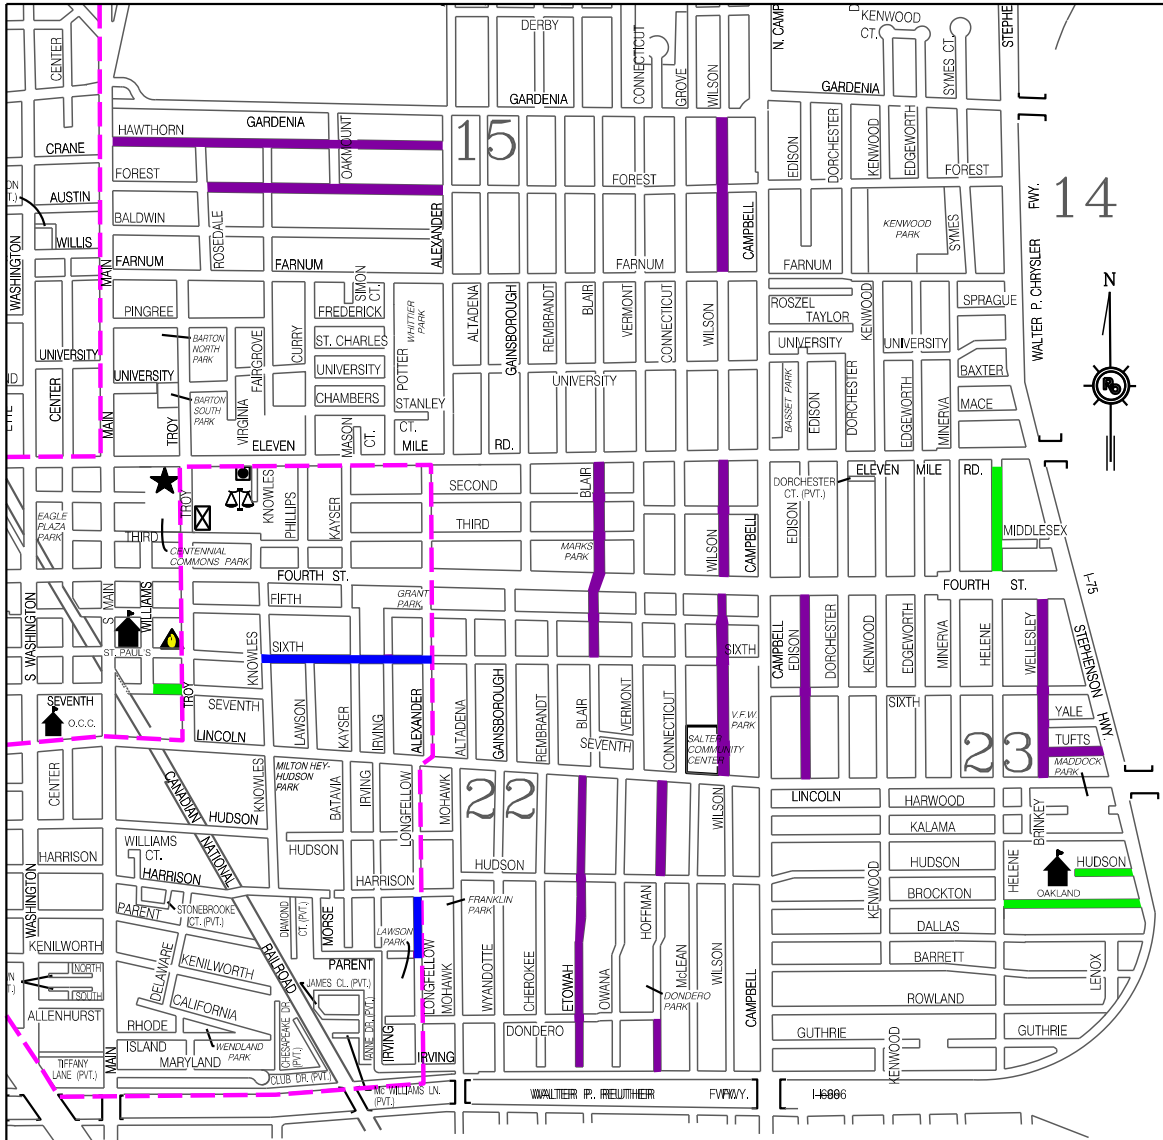 DERBY
KENWOOD
CT.
N. CAMP
STEPHE
CENTER
CONNECTICUT
GROVE
WILSON
SYMES CT.
GARDENIA
GARDENIA
HAWTHORN
GARDENIA
OAKMOUNT
15
CRANE
FOREST
FOREST
FOREST
EDISON
DORCHESTER
KENWOOD
EDGEWORTH
FWY.
14
AUSTIN
BALDWIN
WILLIS
ROSEDALE
ALEXANDER
CAMPBELL
KENWOOD
PARK
SYMES
WASHINGTON
MAIN
FARNUM
FARNUM
FARNUM
FARNUM
N
SIMON
CT.
FREDERICK
PINGREE
ROSZEL
TAYLOR
SPRAGUE
WALTER P. CHRYSLER
ALTADENA
GAINSBOROUGH
REMBRANDT
BLAIR
VERMONT
CONNECTICUT
WILSON
KENWOOD
WHITTIER
PARK
BARTON
NORTH
PARK
FAIRGROVE
CURRY
ST. CHARLES
UNIVERSITY
UNIVERSITY
UNIVERSITY
UNIVERSITY
UNIVERSITY
UNIVERSITY
BAXTER
RO
CENTER
MAIN
TROY
BARTON
SOUTH
PARK
VIRGINIA
CHAMBERS
POTTER
STANLEY
CT.
MASON
CT.
BASSET PARK
EDISON
DORCHESTER
EDGEWORTH
MINERVA
MACE
ELEVEN
MILE
RD.
ELEVEN
MILE
RD.
SECOND
BLAIR
DORCHESTER
CT. (PVT.)
EAGLE
PLAZA
PARK
TROY
KNOWLES
PHILLIPS
KAYSER
THIRD
THIRD
CENTENNIAL
COMMONS PARK
MARKS
PARK
WILSON
CAMPBELL
EDISON
MIDDLESEX
FOURTH ST.
FOURTH
ST.
I-75
S WASHINGTON
S MAIN
WILLIAMS
FIFTH
GRANT
PARK
ST. PAUL'S
KNOWLES
SIXTH
SIXTH
CAMPBELL
EDISON
DORCHESTER
KENWOOD
EDGEWORTH
MINERVA
HELENE
WELLESLEY
STEPHENSON
HWY.
SEVENTH
O.C.C.
TROY
SEVENTH
LINCOLN
LAWSON
KAYSER
IRVING
ALEXANDER
ALTADENA
GAINSBOROUGH
REMBRANDT
BLAIR
VERMONT
SEVENTH
CONNECTICUT
V.F.W
PARK
SALTER
COMMUNITY
CENTER
SIXTH
YALE
TUFTS
23
MADDOCK
PARK
CENTER
CANADIAN
NATIONAL
RAILROAD
KNOWLES
MILTON HEY-
HUDSON
PARK
BATAVIA
IRVING
LONGFELLOW
MOHAWK
22
WILSON
LINCOLN
HARWOOD
BRINKEY
HUDSON
KALAMA
WILLIAMS
CT.
HUDSON
HUDSON
HUDSON
HUDSON
HARRISON
HARRISON
HARRISON
HELENE
OAKLAND
WASHINGTON
PARENT
STONEBROOKE
CT. (PVT.)
DIAMOND
CT. (PVT.)
MORSE
FRANKLIN
PARK
KENWOOD
BROCKTON
HOFFMAN
DALLAS
LAWSON
PARK
KENILWORTH
KENILWORTH
DELAWARE
PARENT
LONGFELLOW
MOHAWK
WYANDOTTE
CHEROKEE
ETOWAH
OWANA
McLEAN
WILSON
CAMPBELL
BARRETT
LENOX
NORTH
SOUTH
JAMES CL. (PVT.)
DONDERO
PARK
ROWLAND
ALLENHURST
CALIFORNIA
RHODE
ISLAND
CHESAPEAKE DR.
(PVT.)
IRVING
IRVING
DONDERO
GUTHRIE
GUTHRIE
KENWOOD
WENDLAND
PARK
MARYLAND
MAIN
TIFFANY
LANE (PVT.)
CLUB DR. (PVT.)
Mc WILLIAMS LN.
(PVT.)
WALTER P. REUTHER
FWY.